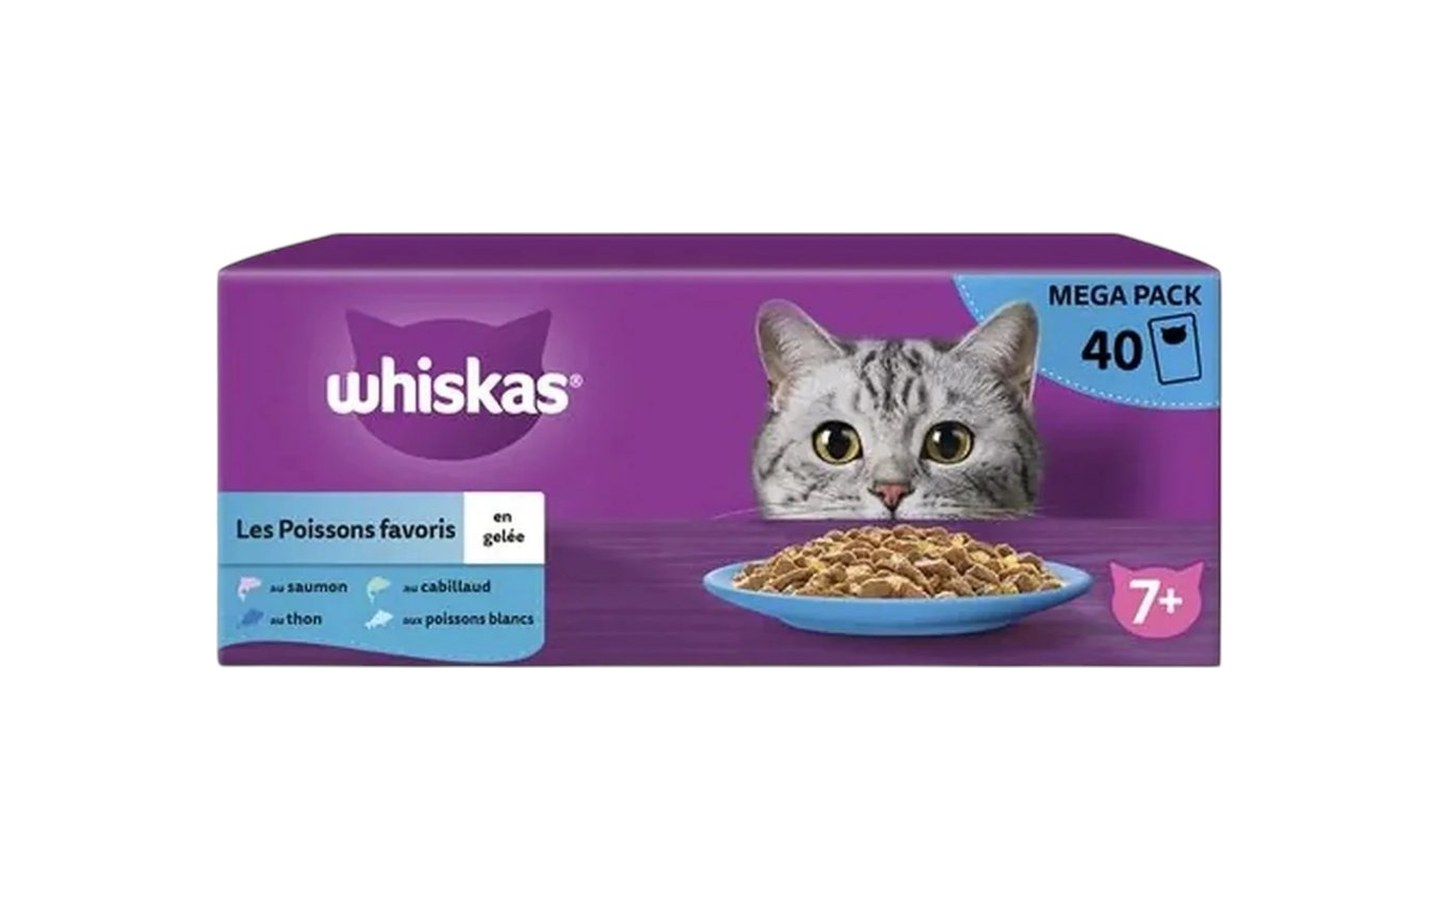 whiskas®
MEGA PACK
40
Les Poissons favoris
en
gelée
au saumon
au cabillaud
au thon
aux poissons blancs
7+